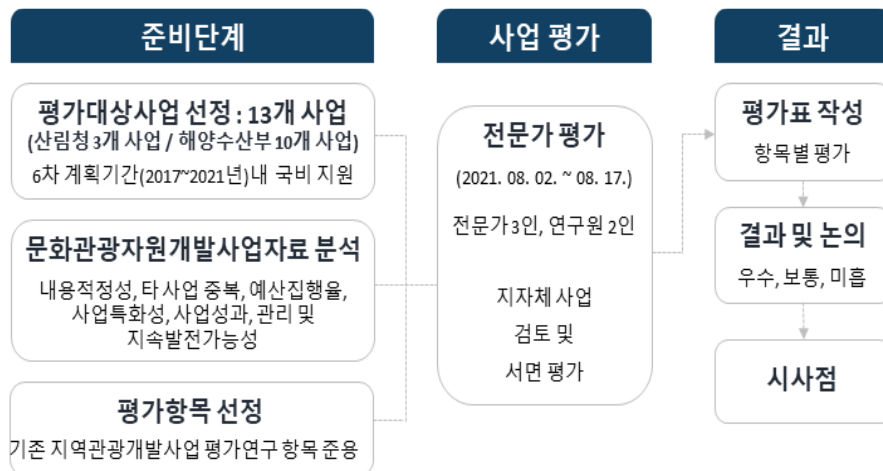 준비단계
평가대상사업 선정 : 13개 사업
(산림청 3개 사업 / 해양수산부 10개 사업)
6차 계획기간(2017~2021년)내 국비 지원
문화관광자원개발사업자료 분석
내용적정성, 타 사업 중복, 예산집행율,
사업특화성, 사업성과, 관리 및
지속발전가능성
평가항목 선정
기존 지역관광개발사업 평가연구 항목 준용
사업 평가
전문가 평가
(2021. 08. 02. ~ 08. 17.)
전문가 3인, 연구원 2인
지자체 사업
검토 및
서면 평가
결과
평가표 작성
항목별 평가
결과 및 논의
우수, 보통, 미흡
시사점